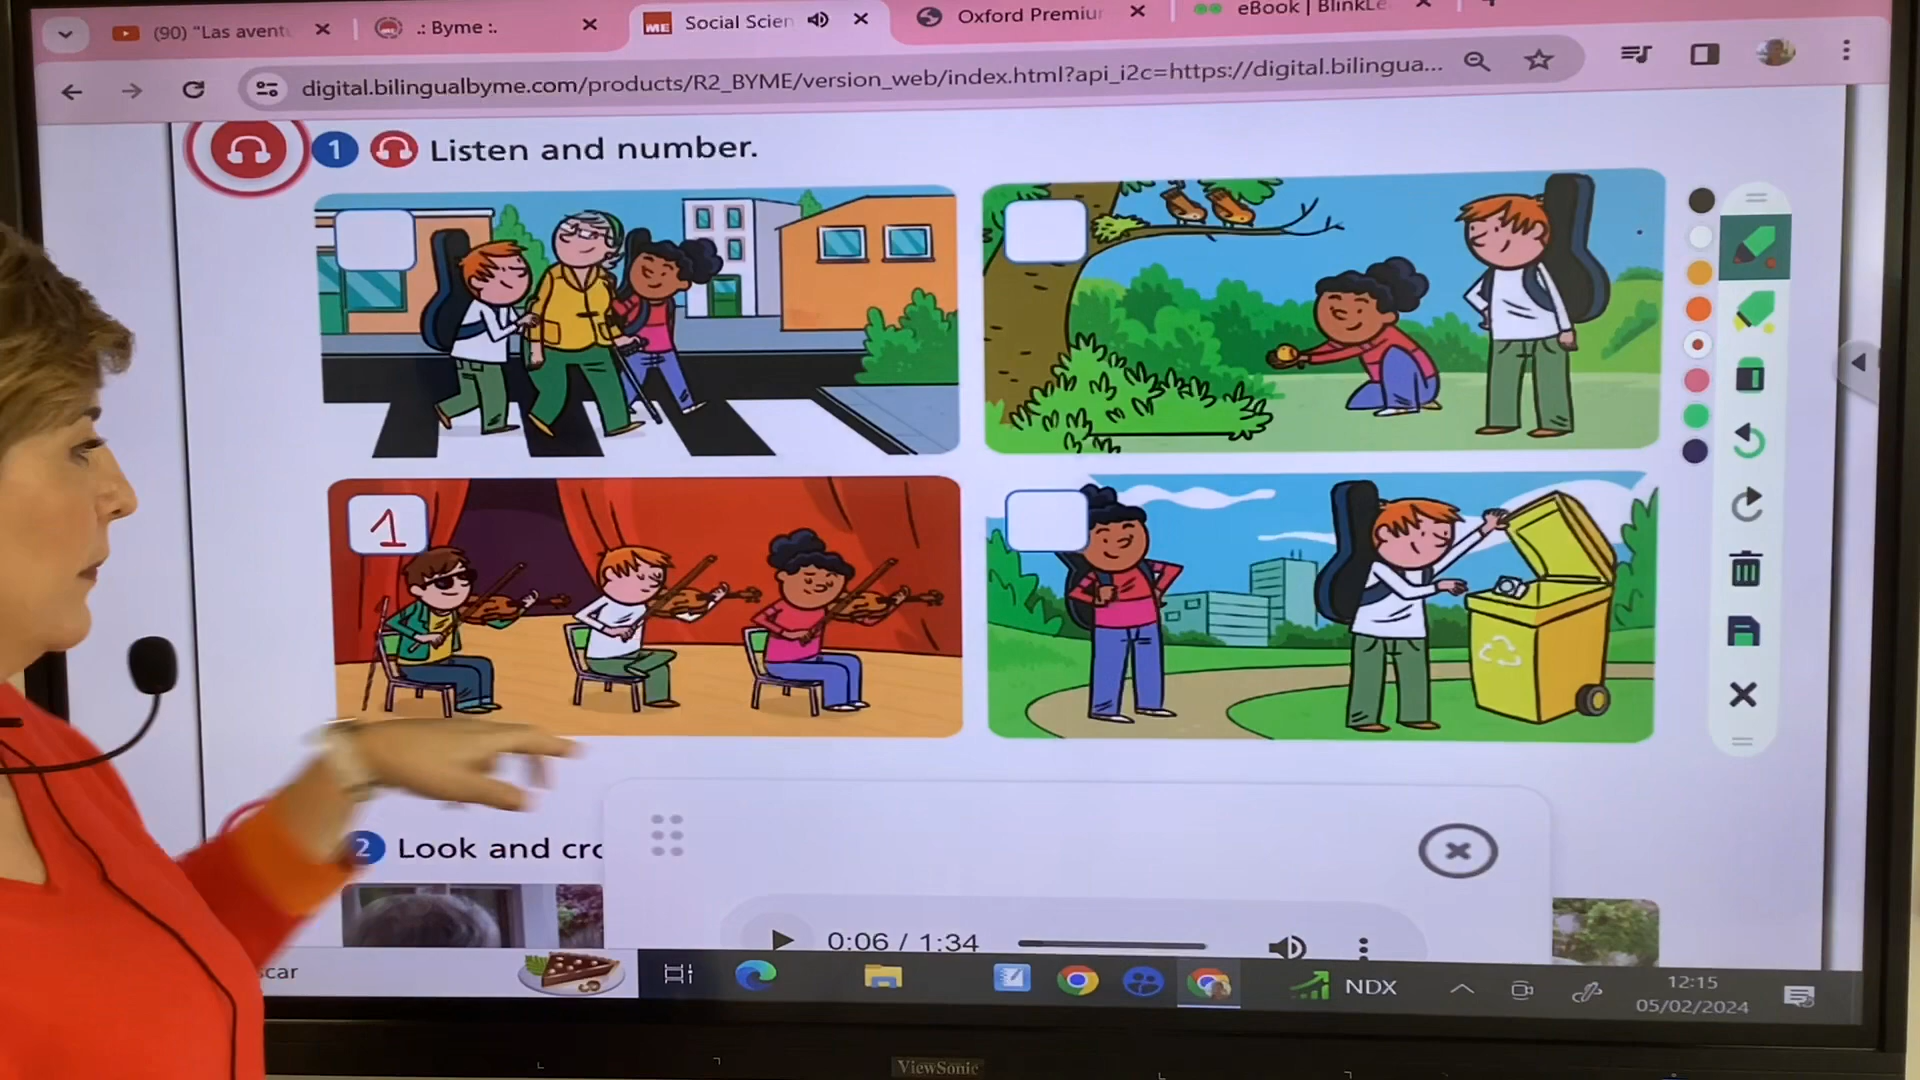 (90) "Las avent
.: Byme :.
ME Social Scien
Oxford Premiu
eBook | BlinkLe
digital.bilingualbyme.com/products/R2_BYME/version_web/index.html?api_i2c=https://digital.bilingua...
1 Listen and number.
1
2 Look and cro
0:06 / 1:34
scar
NDX
12:15
05/02/2024
ViewSonic